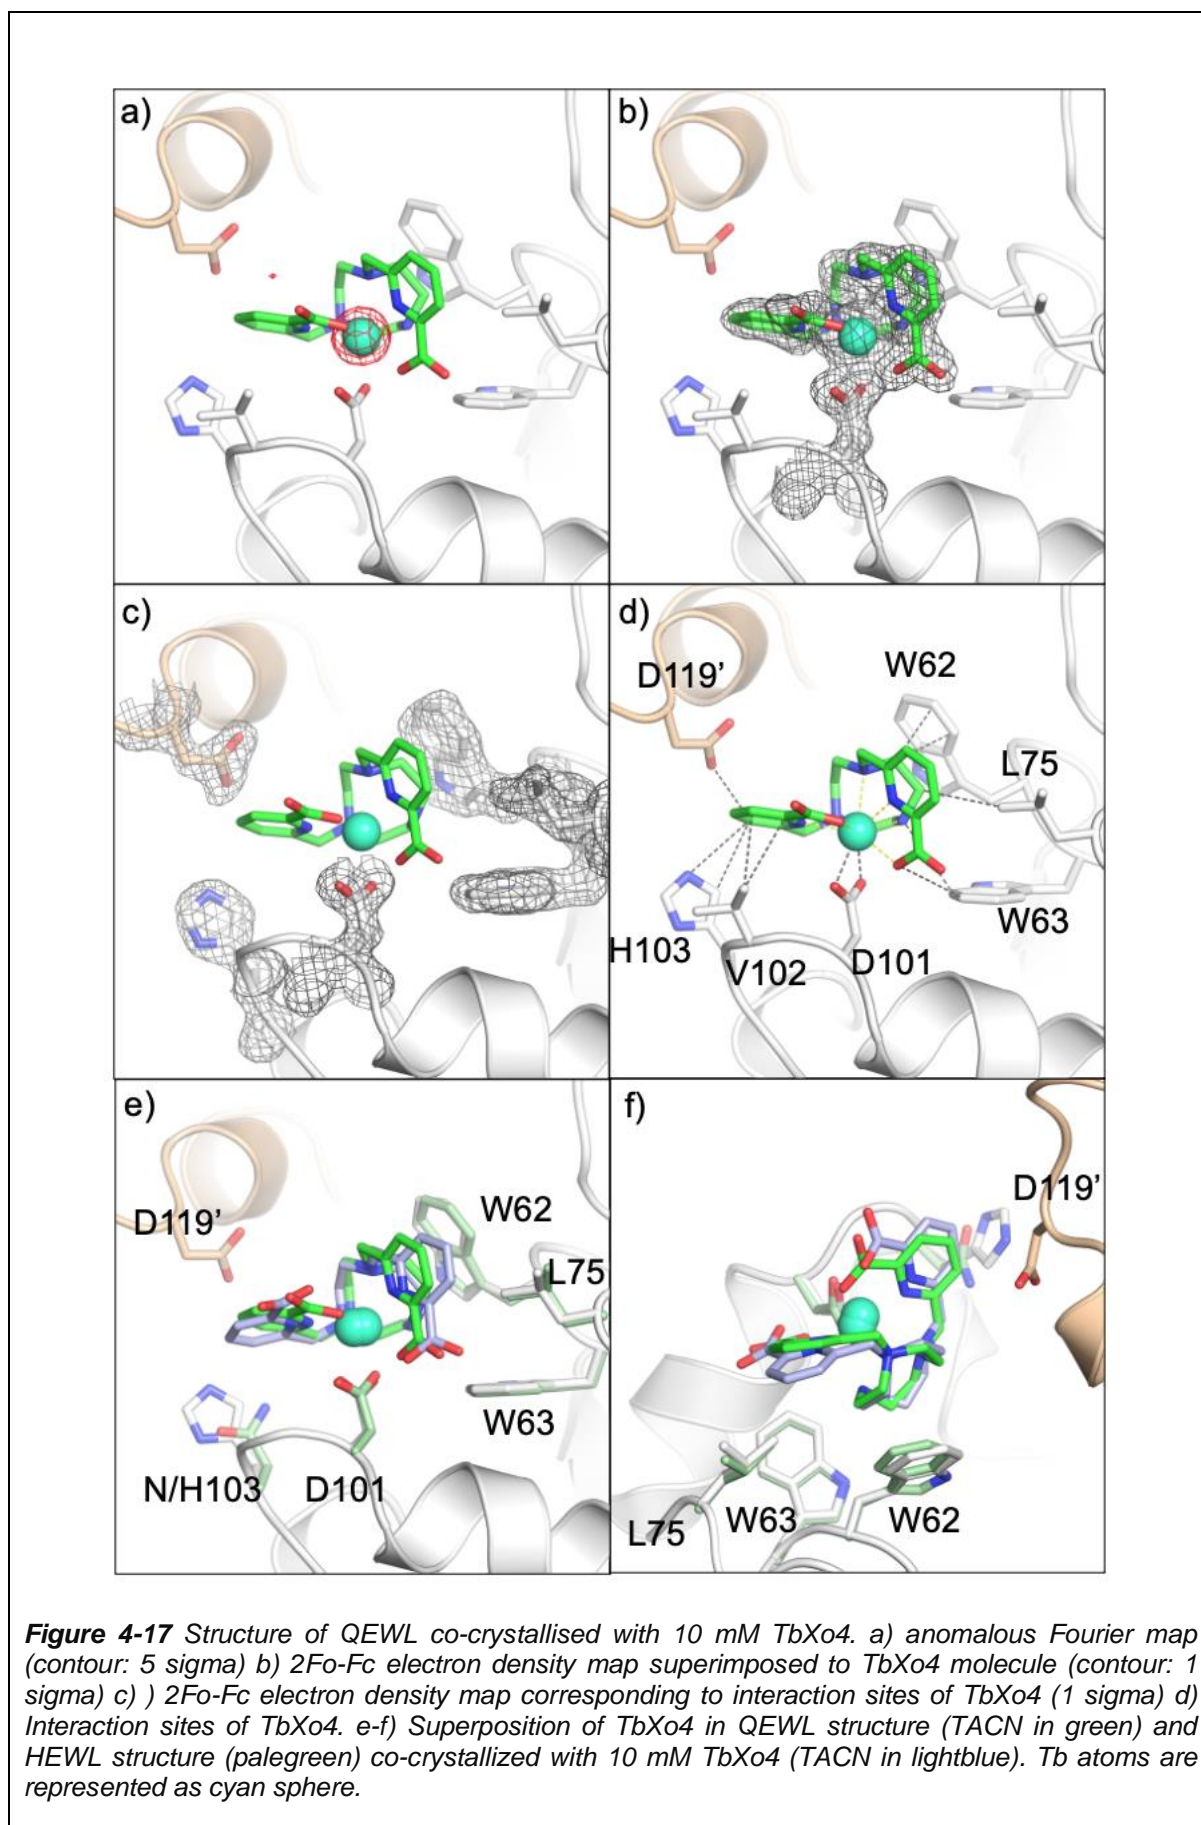 a)
b)
c)
d)
D119’
W62
L75
H103
V102
D101
W63
e)
D119’
W62
L75
W63
N/H103
D101
f)
D119’
L75
W63
W62
Figure 4-17 Structure of QEWL co-crystallised with 10 mM TbXo4. a) anomalous Fourier map
(contour: 5 sigma) b) 2Fo-Fc electron density map superimposed to TbXo4 molecule (contour: 1
sigma) c) ) 2Fo-Fc electron density map corresponding to interaction sites of TbXo4 (1 sigma) d)
Interaction sites of TbXo4. e-f) Superposition of TbXo4 in QEWL structure (TACN in green) and
HEWL structure (palegreen) co-crystallized with 10 mM TbXo4 (TACN in lightblue). Tb atoms are
represented as cyan sphere.